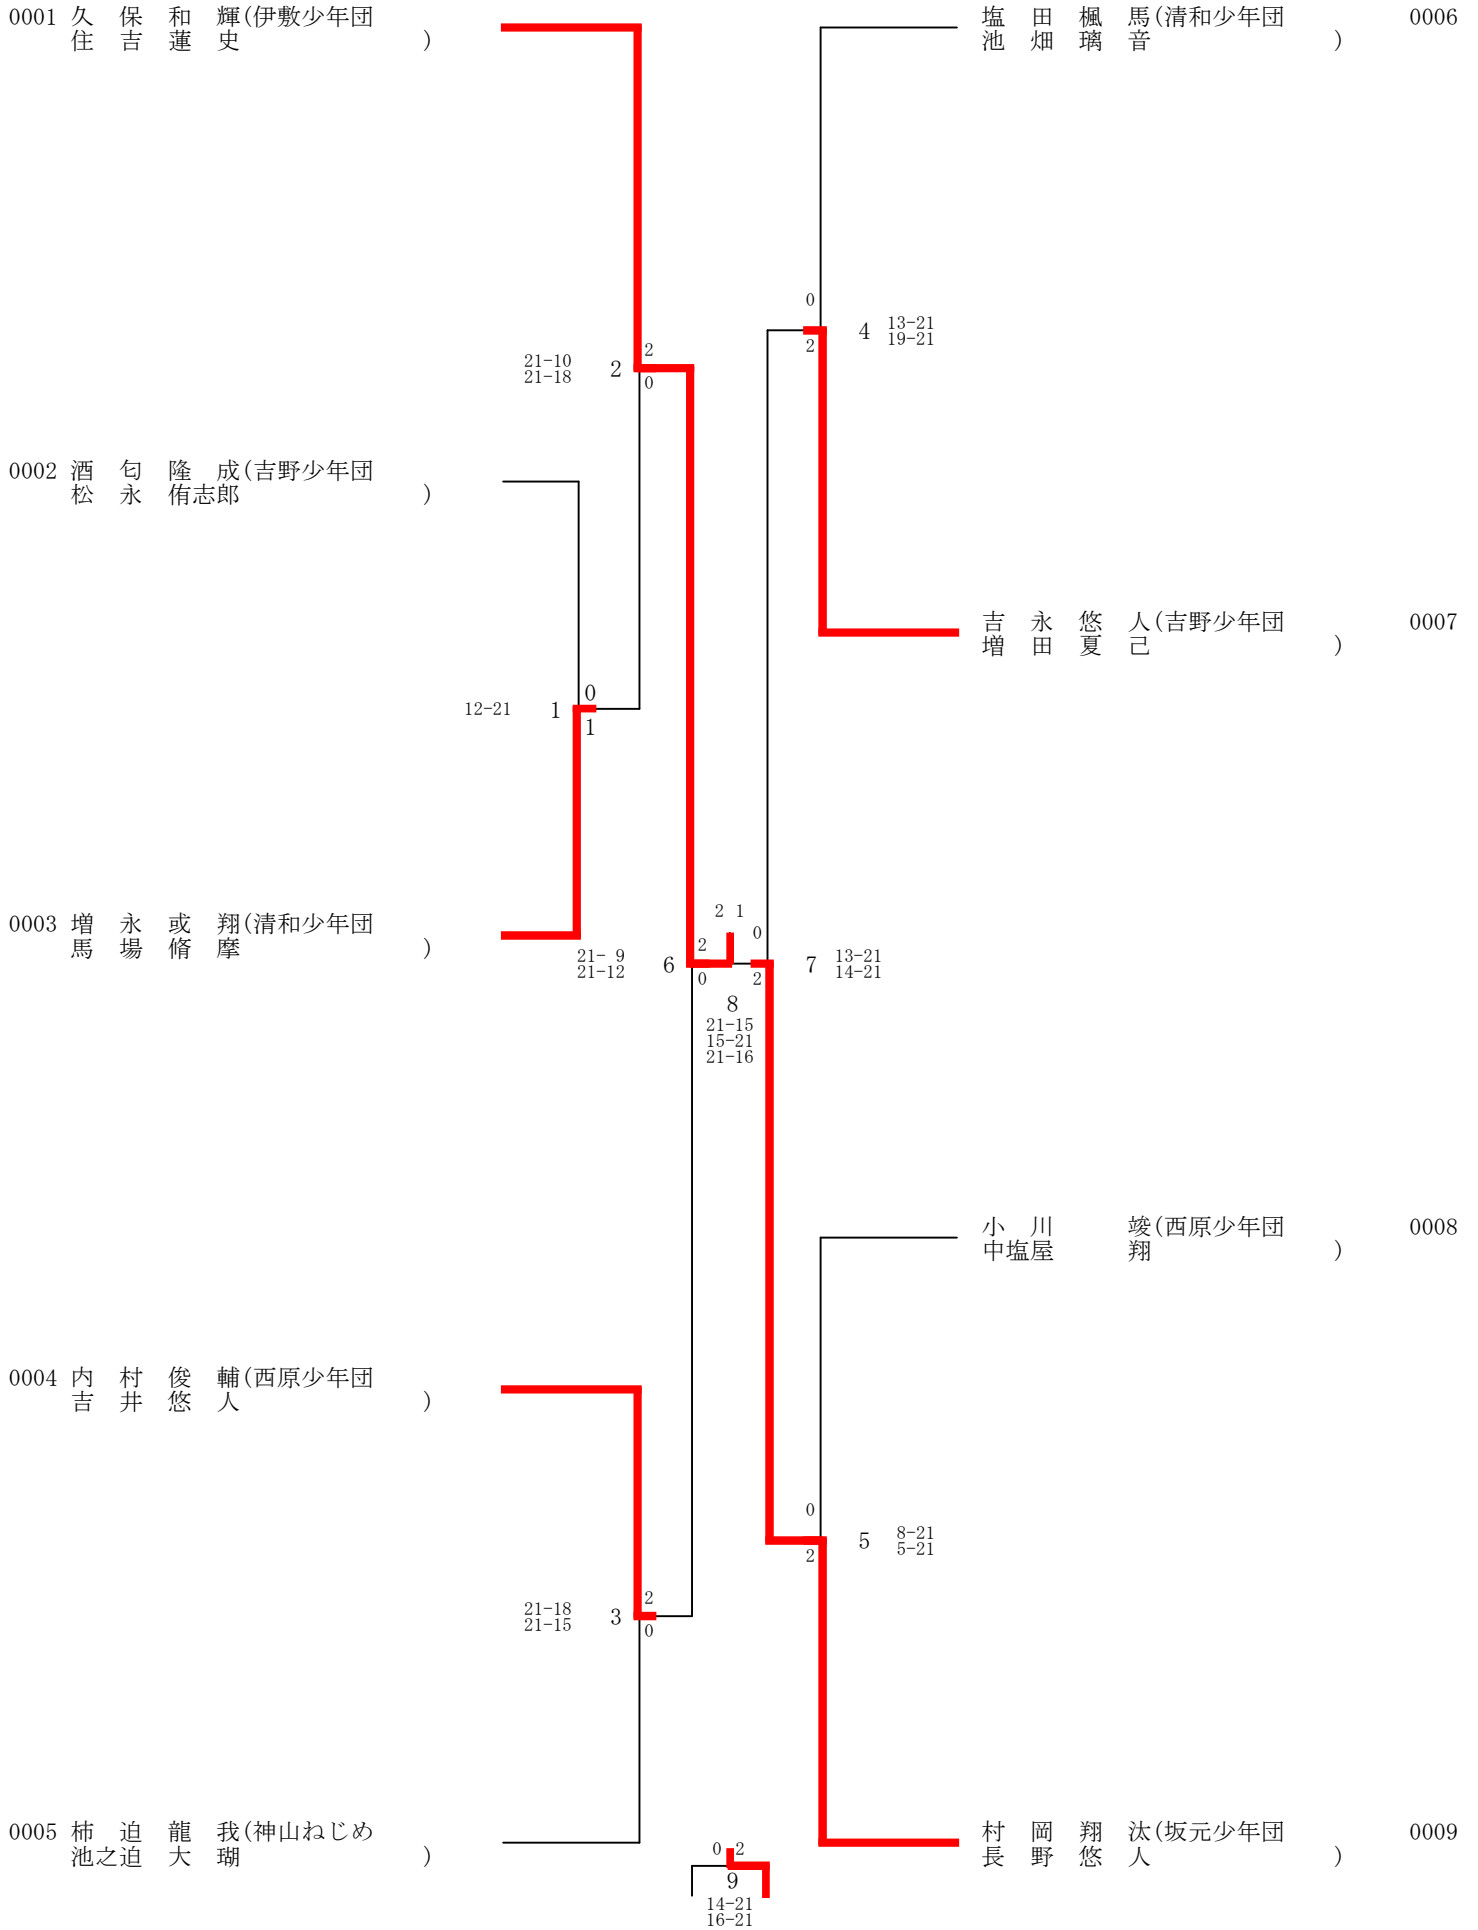 0001 久 保 和 輝(伊敷少年団
住 吉 蓮 史 )
塩 田 楓 馬(清和少年団 0006
池 畑 璃 音 )
0
4 13-21
19-21
2
21-10
21-18
2
2
0
0002 酒 匂 隆 成(吉野少年団
松 永 侑志郎 )
吉 永 悠 人(吉野少年団 0007
増 田 夏 己 )
12-21
1
0
1
0003 増 永 或 翔(清和少年団
馬 場 脩 摩 )
21- 9
21-12
6
2
0
2 1
0
2
7
13-21
14-21
8
21-15
15-21
21-16
小 川 竣(西原少年団 0008
中塩屋 翔 )
0004 内 村 俊 輔(西原少年団
吉 井 悠 人 )
0
5 8-21
5-21
2
21-18
21-15
3
2
0
0005 柿 迫 龍 我(神山ねじめ
池之迫 大 瑚 )
村 岡 翔 汰(坂元少年団 0009
長 野 悠 人 )
0 2
9
14-21
16-21